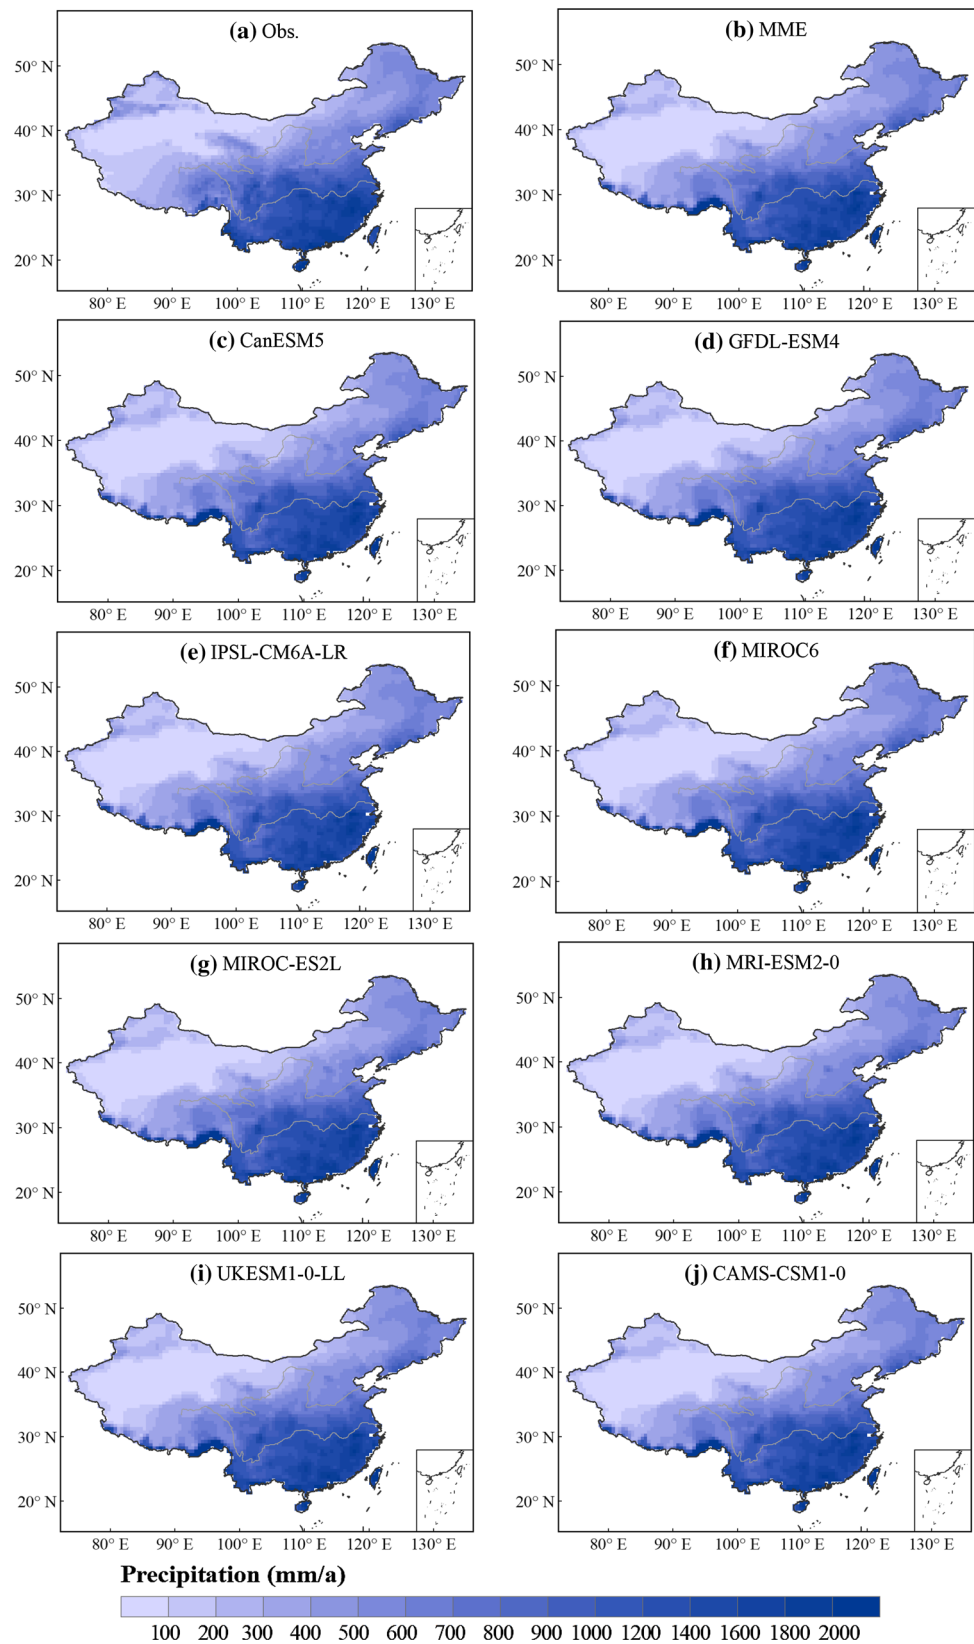 (a) Obs.
(b) MME
50° N
40° N
30° N
20° N
50° N
40° N
30° N
20° N
80° E 90° E 100° E 110° E 120° E 130° E
80° E 90° E 100° E 110° E 120° E 130° E
(c) CanESM5
(d) GFDL-ESM4
50° N
40° N
30° N
20° N
50° N
40° N
30° N
20° N
80° E 90° E 100° E 110° E 120° E 130° E
80° E 90° E 100° E 110° E 120° E 130° E
(e) IPSL-CM6A-LR
(f) MIROC6
50° N
40° N
30° N
20° N
50° N
40° N
30° N
20° N
80° E 90° E 100° E 110° E 120° E 130° E
80° E 90° E 100° E 110° E 120° E 130° E
(g) MIROC-ES2L
(h) MRI-ESM2-0
50° N
40° N
30° N
20° N
50° N
40° N
30° N
20° N
80° E 90° E 100° E 110° E 120° E 130° E
80° E 90° E 100° E 110° E 120° E 130° E
(i) UKESM1-0-LL
(j) CAMS-CSM1-0
50° N
40° N
30° N
20° N
50° N
40° N
30° N
20° N
80° E 90° E 100° E 110° E 120° E 130° E
80° E 90° E 100° E 110° E 120° E 130° E
Precipitation (mm/a)
100 200 300 400 500 600 700 800 900 1000 1200 1400 1600 1800 2000